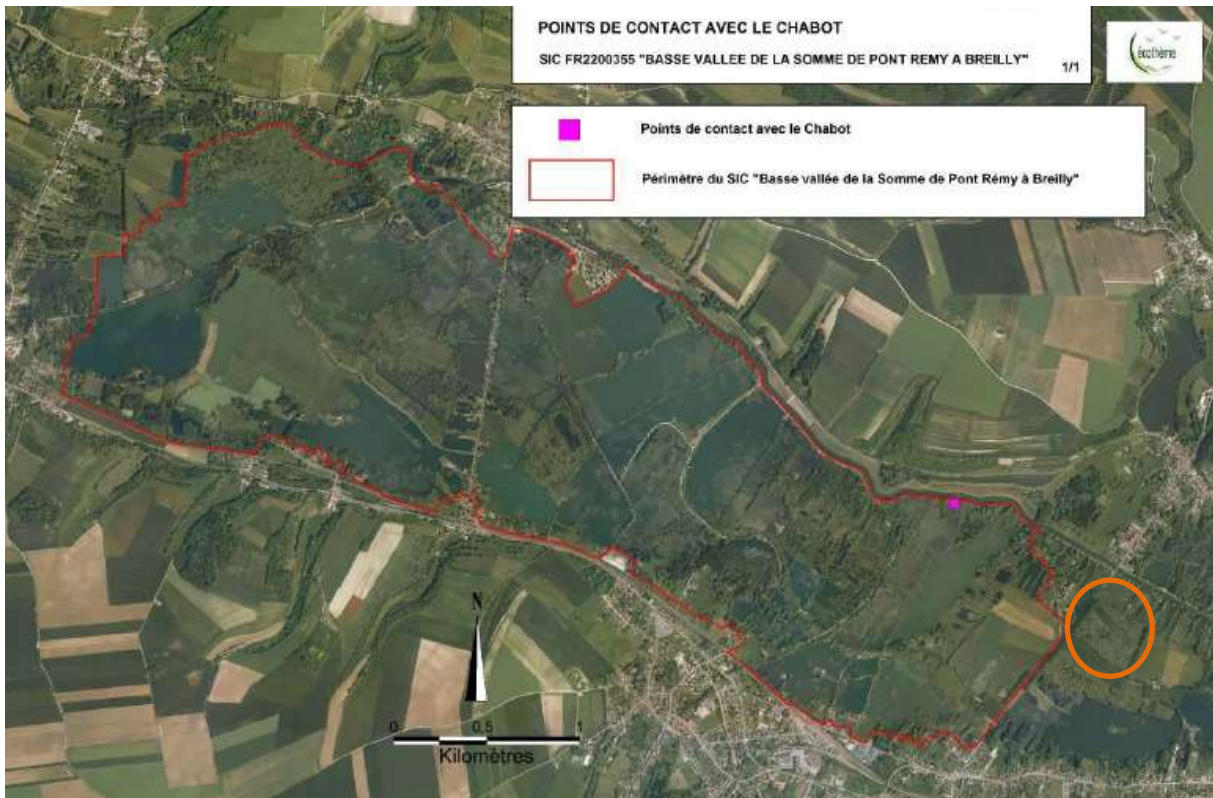 POINTS DE CONTACT AVEC LE CHABOT
SIC FR2200355 "BASSE VALLEE DE LA SOMME DE PONT REMY A BREILLY"
1/1
écothème
Points de contact avec le Chabot
Périmètre du SIC "Basse vallée de la Somme de Pont Rémy à Breilly"
N
0 0.5 1
Kilomètres